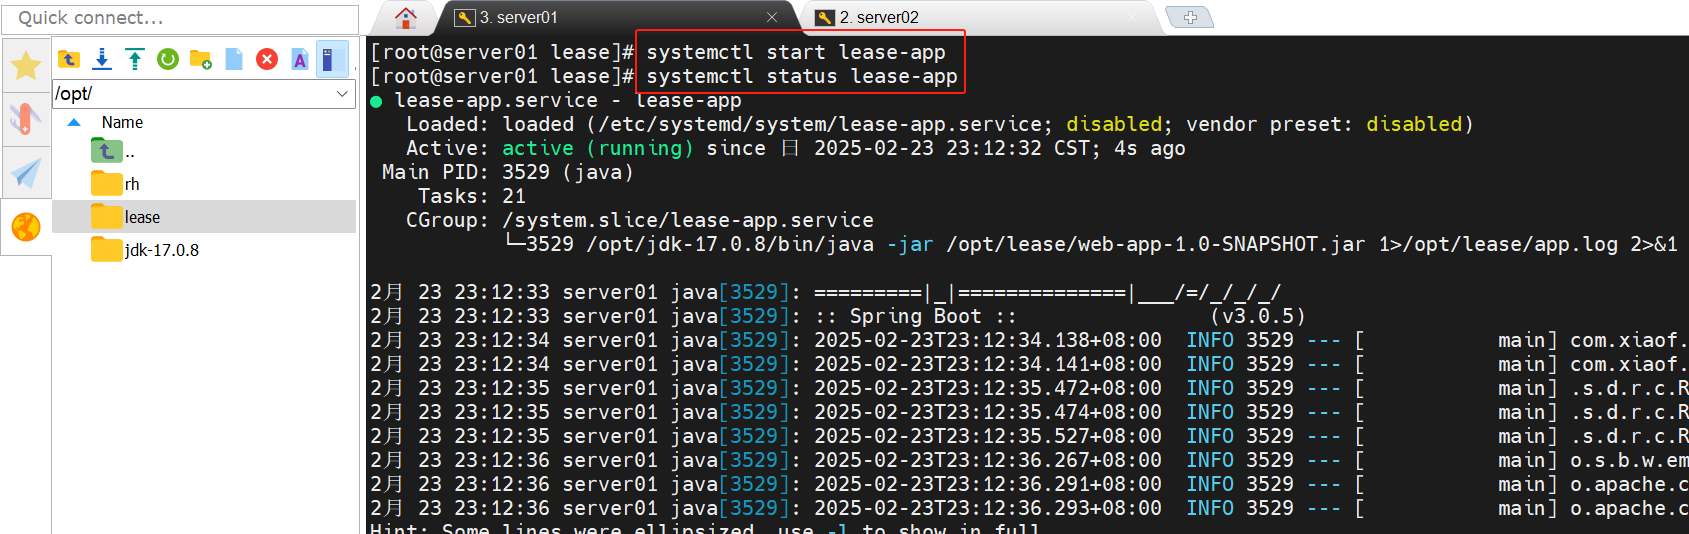 Quick connect...
3. server01
2. server02
/opt/
Name
..
rh
lease
jdk-17.0.8
[root@server01 lease]# systemctl start lease-app
[root@server01 lease]# systemctl status lease-app
● lease-app.service - lease-app
Loaded: loaded (/etc/systemd/system/lease-app.service; disabled; vendor preset: disabled)
Active: active (running) since 日 2025-02-23 23:12:32 CST; 4s ago
Main PID: 3529 (java)
Tasks: 21
CGroup: /system.slice/lease-app.service
└─3529 /opt/jdk-17.0.8/bin/java -jar /opt/lease/web-app-1.0-SNAPSHOT.jar 1>/opt/lease/app.log 2>&1
2月 23 23:12:33 server01 java[3529]: =========|_|==============|___/=/_/_/_/
2月 23 23:12:33 server01 java[3529]: :: Spring Boot :: (v3.0.5)
2月 23 23:12:34 server01 java[3529]: 2025-02-23T23:12:34.138+08:00 INFO 3529 --- [ main] com.xiaof.
2月 23 23:12:34 server01 java[3529]: 2025-02-23T23:12:34.141+08:00 INFO 3529 --- [ main] com.xiaof.
2月 23 23:12:35 server01 java[3529]: 2025-02-23T23:12:35.472+08:00 INFO 3529 --- [ main] .s.d.r.c.R
2月 23 23:12:35 server01 java[3529]: 2025-02-23T23:12:35.474+08:00 INFO 3529 --- [ main] .s.d.r.c.R
2月 23 23:12:35 server01 java[3529]: 2025-02-23T23:12:35.527+08:00 INFO 3529 --- [ main] .s.d.r.c.R
2月 23 23:12:36 server01 java[3529]: 2025-02-23T23:12:36.267+08:00 INFO 3529 --- [ main] o.s.b.w.em
2月 23 23:12:36 server01 java[3529]: 2025-02-23T23:12:36.291+08:00 INFO 3529 --- [ main] o.apache.c
2月 23 23:12:36 server01 java[3529]: 2025-02-23T23:12:36.293+08:00 INFO 3529 --- [ main] o.apache.c
Hint: Some lines were ellipsized, use -l to show in full.